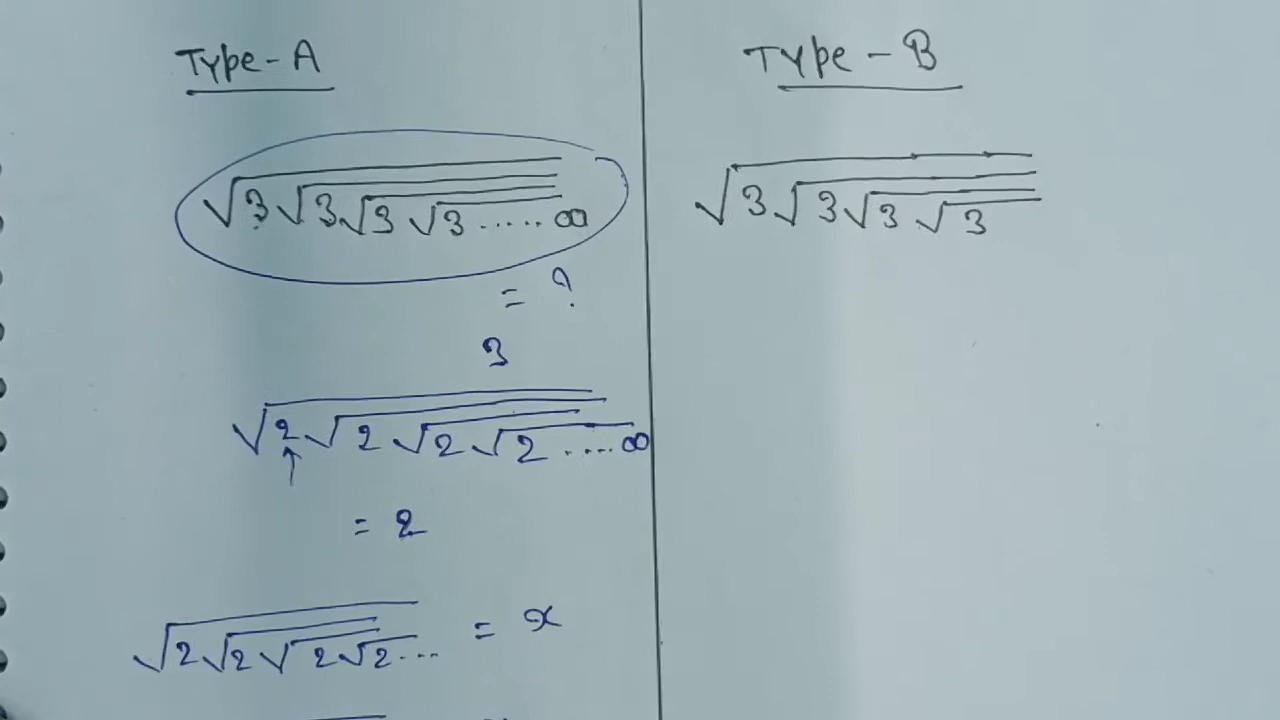 Type-A
√3√3√3√3.....∞
= ?
3
√2√2√2√2....∞
= 2
√2√2√2√2... = x
Type-B
√3√3√3√3